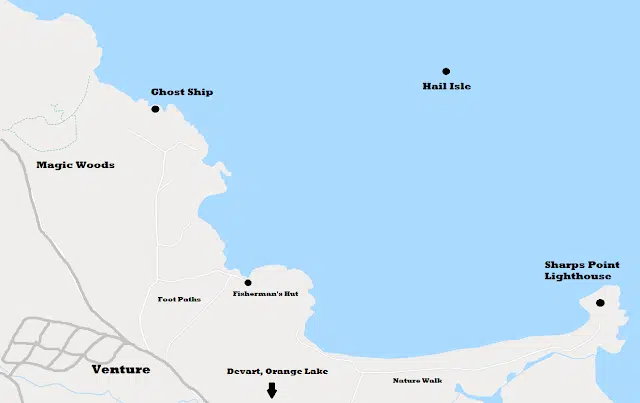 Ghost Ship
Hail Isle
Magic Woods
Sharps Point
Lighthouse
Fisherman's Hut
Foot Paths
Venture
Devart, Orange Lake
Nature Walk